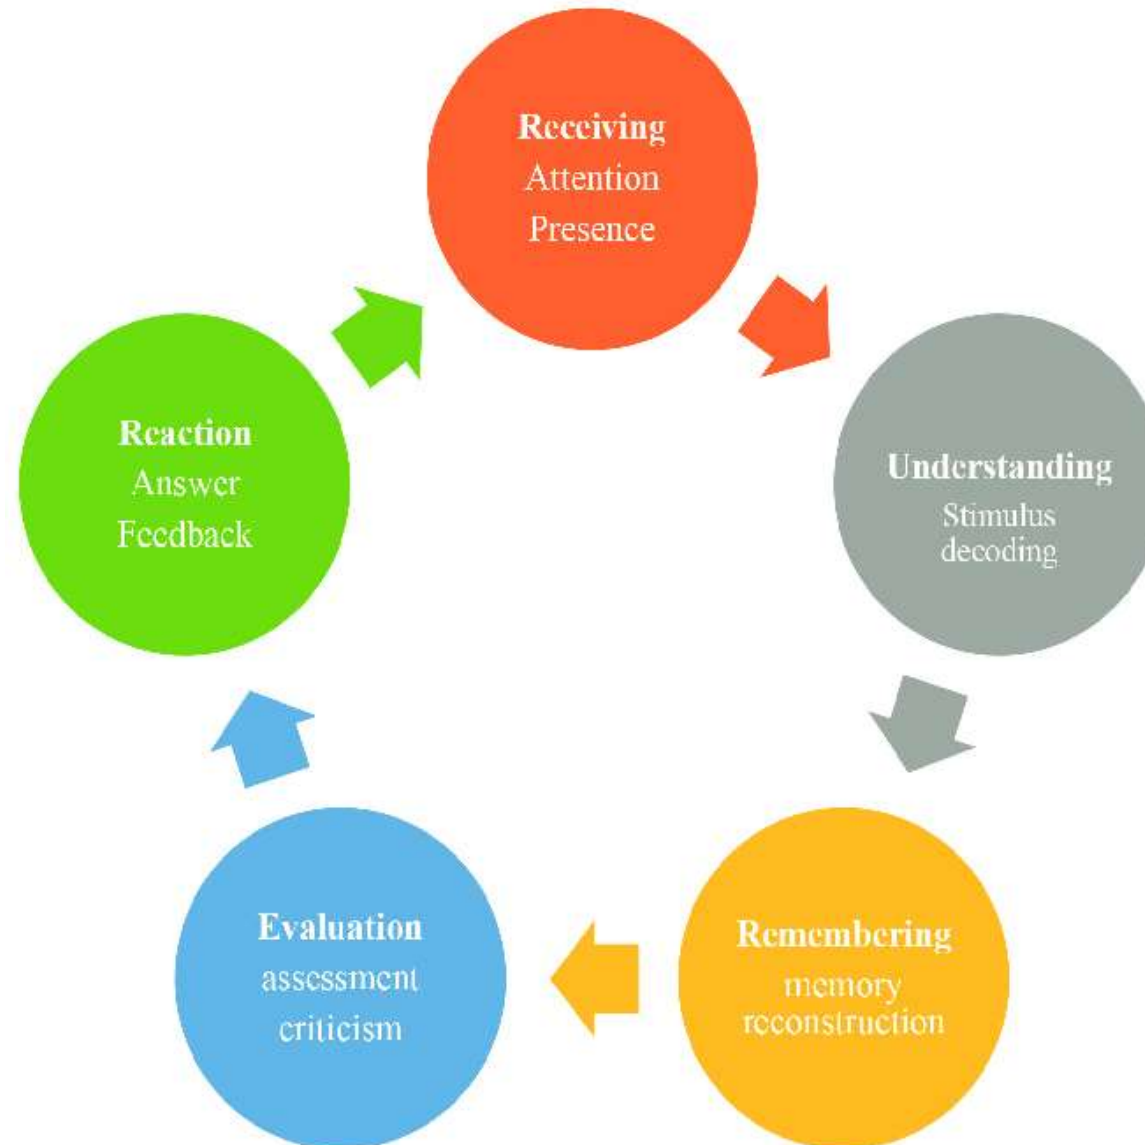 Receiving
Attention
Presence
Understanding
Stimulus
decoding
Remembering
memory
reconstruction
Evaluation
assessment
criticism
Reaction
Answer
Feedback